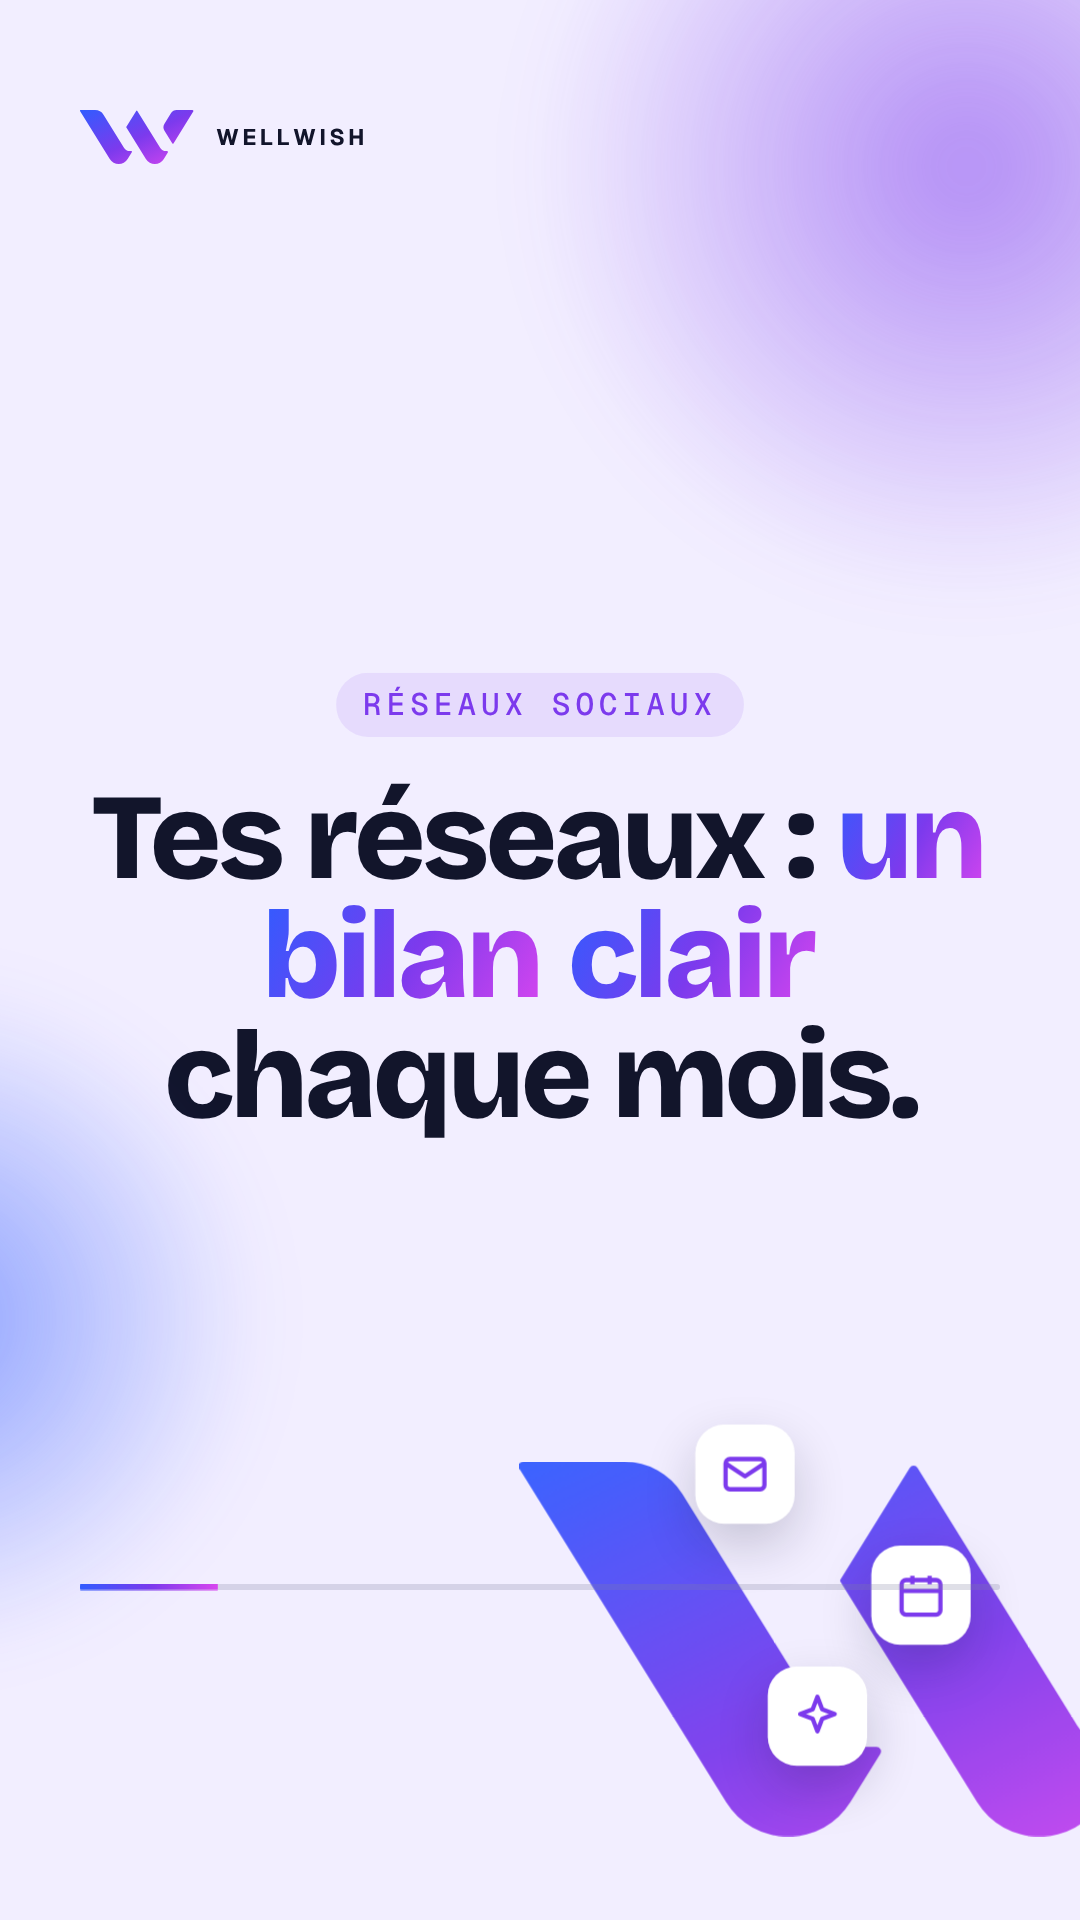 WELLWISH
RÉSEAUX SOCIAUX
Tes réseaux : un
bilan clair
chaque mois.